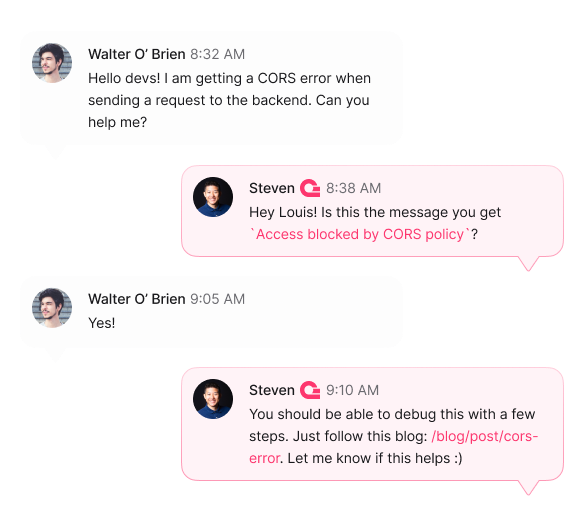 Walter O’ Brien 8:32 AM
Hello devs! I am getting a CORS error when
sending a request to the backend. Can you
help me?
Steven 8:38 AM
Hey Louis! Is this the message you get
`Access blocked by CORS policy`?
Walter O’ Brien 9:05 AM
Yes!
Steven 9:10 AM
You should be able to debug this with a few
steps. Just follow this blog: /blog/post/cors-
error. Let me know if this helps :)